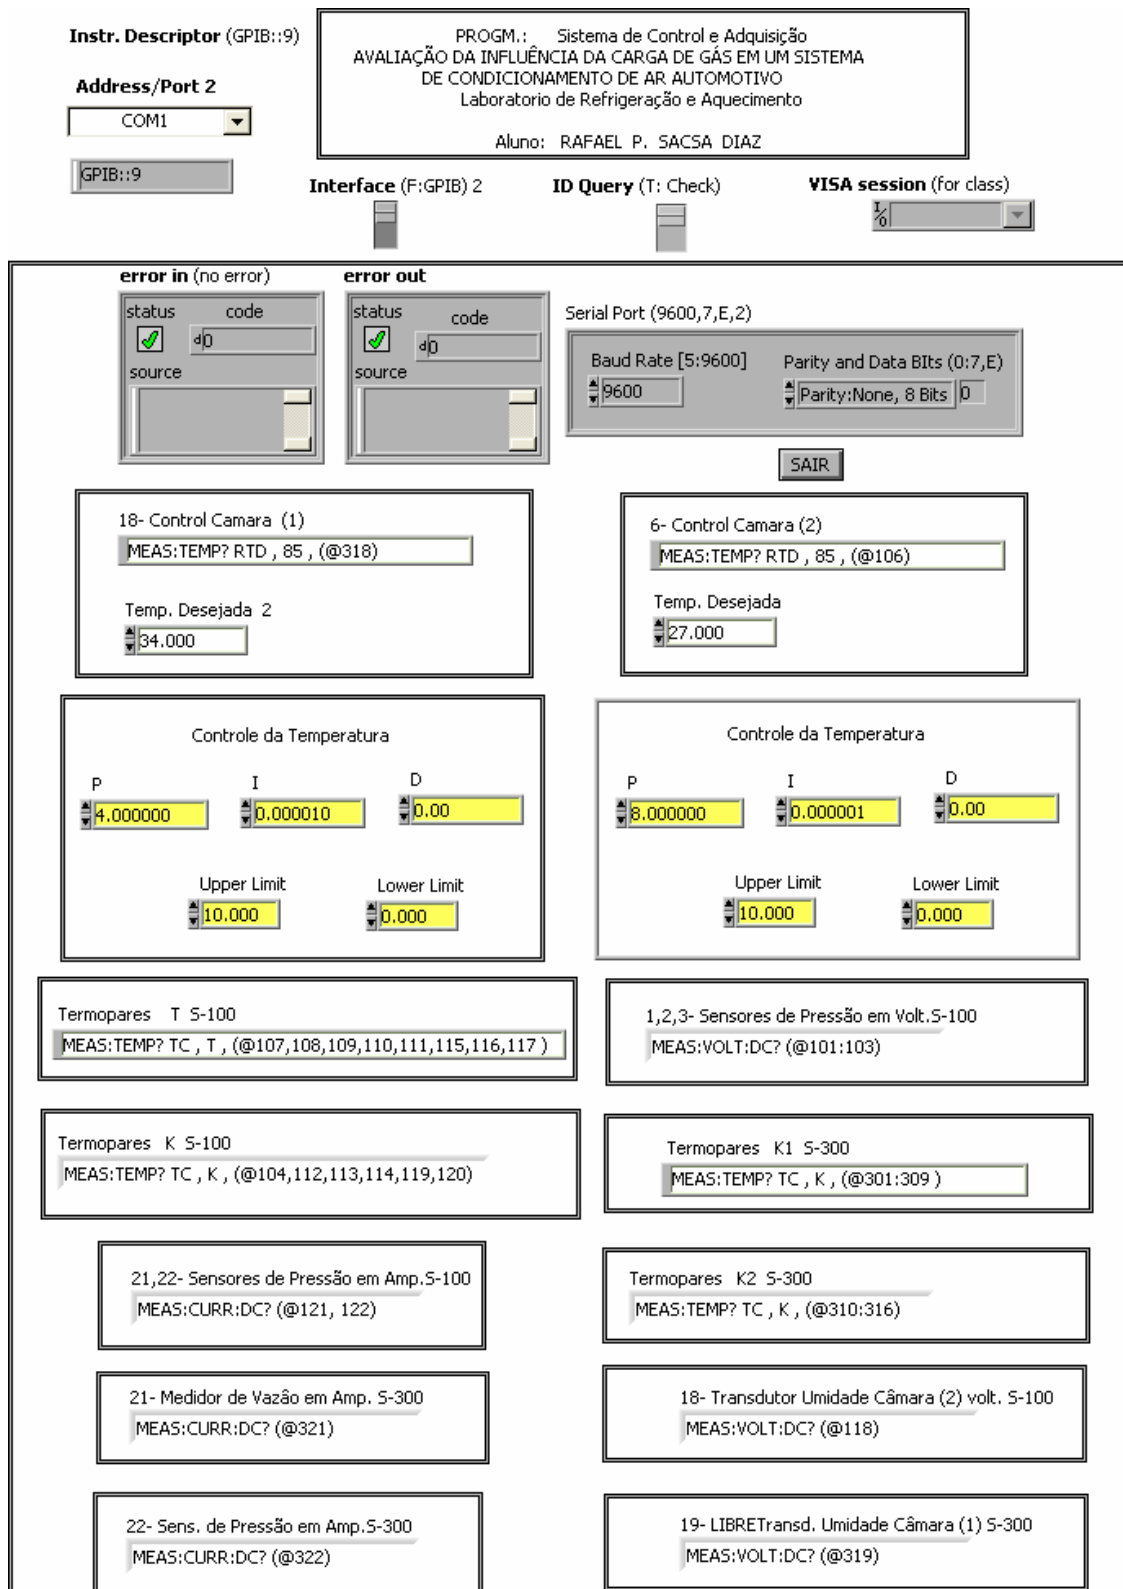 Instr. Descriptor (GPIB::9)
Address/Port 2
COM1
GPIB::9
PROGM.: Sistema de Control e Adquisição
AVALIAÇÃO DA INFLUÊNCIA DA CARGA DE GÁS EM UM SISTEMA
DE CONDICIONAMENTO DE AR AUTOMOTIVO
Laboratorio de Refrigeração e Aquecimento
Aluno: RAFAEL P. SACSA DIAZ
Interface (F:GPIB) 2
ID Query (T: Check)
VISA session (for class)
I/O
error in (no error)
status
code
d0
source
error out
status
code
d0
source
Serial Port (9600,7,E,2)
Baud Rate [5:9600]
9600
Parity and Data BIts (0:7,E)
Parity:None, 8 Bits 0
SAIR
18- Control Camara (1)
MEAS:TEMP? RTD , 85 , (@318)
Temp. Desejada 2
34.000
6- Control Camara (2)
MEAS:TEMP? RTD , 85 , (@106)
Temp. Desejada
27.000
Controle da Temperatura
P
I
D
4.000000
0.000010
0.00
Upper Limit
Lower Limit
10.000
0.000
Controle da Temperatura
P
I
D
8.000000
0.000001
0.00
Upper Limit
Lower Limit
10.000
0.000
Termopares T S-100
MEAS:TEMP? TC , T , (@107,108,109,110,111,115,116,117 )
1,2,3- Sensores de Pressão em Volt.S-100
MEAS:VOLT:DC? (@101:103)
Termopares K S-100
MEAS:TEMP? TC , K , (@104,112,113,114,119,120)
Termopares K1 S-300
MEAS:TEMP? TC , K , (@301:309 )
21,22- Sensores de Pressão em Amp.S-100
MEAS:CURR:DC? (@121, 122)
Termopares K2 S-300
MEAS:TEMP? TC , K , (@310:316)
21- Medidor de Vazâo em Amp. S-300
MEAS:CURR:DC? (@321)
18- Transdutor Umidade Câmara (2) volt. S-100
MEAS:VOLT:DC? (@118)
22- Sens. de Pressão em Amp.S-300
MEAS:CURR:DC? (@322)
19- LIBRETransd. Umidade Câmara (1) S-300
MEAS:VOLT:DC? (@319)